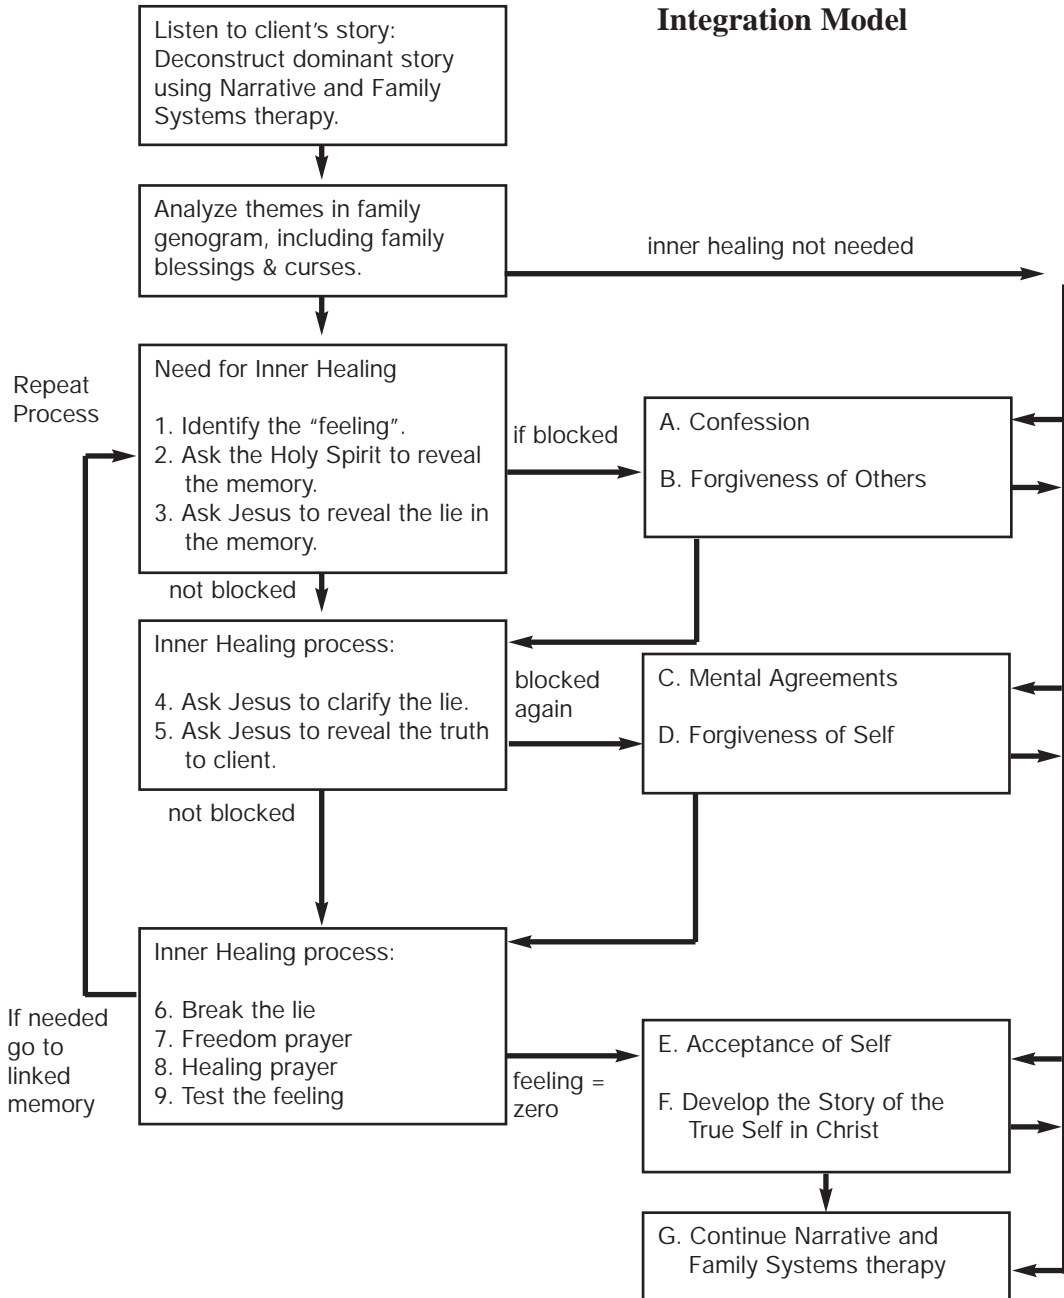 Integration Model
Listen to client's story:
Deconstruct dominant story
using Narrative and Family
Systems therapy.
Analyze themes in family
genogram, including family
blessings & curses.
inner healing not needed
Repeat
Process
Need for Inner Healing
1. Identify the “feeling”.
2. Ask the Holy Spirit to reveal
the memory.
3. Ask Jesus to reveal the lie in
the memory.
if blocked
A. Confession
B. Forgiveness of Others
not blocked
Inner Healing process:
4. Ask Jesus to clarify the lie.
5. Ask Jesus to reveal the truth
to client.
blocked
again
C. Mental Agreements
D. Forgiveness of Self
not blocked
Inner Healing process:
6. Break the lie
7. Freedom prayer
8. Healing prayer
9. Test the feeling
If needed
go to
linked
memory
feeling =
zero
E. Acceptance of Self
F. Develop the Story of the
True Self in Christ
G. Continue Narrative and
Family Systems therapy